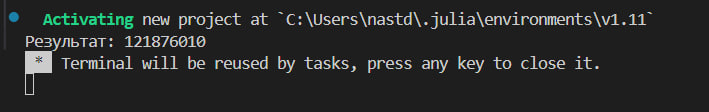 Activating new project at `C:\Users\nastd\.julia\environments\v1.11`
Результат: 121876010
* Terminal will be reused by tasks, press any key to close it.